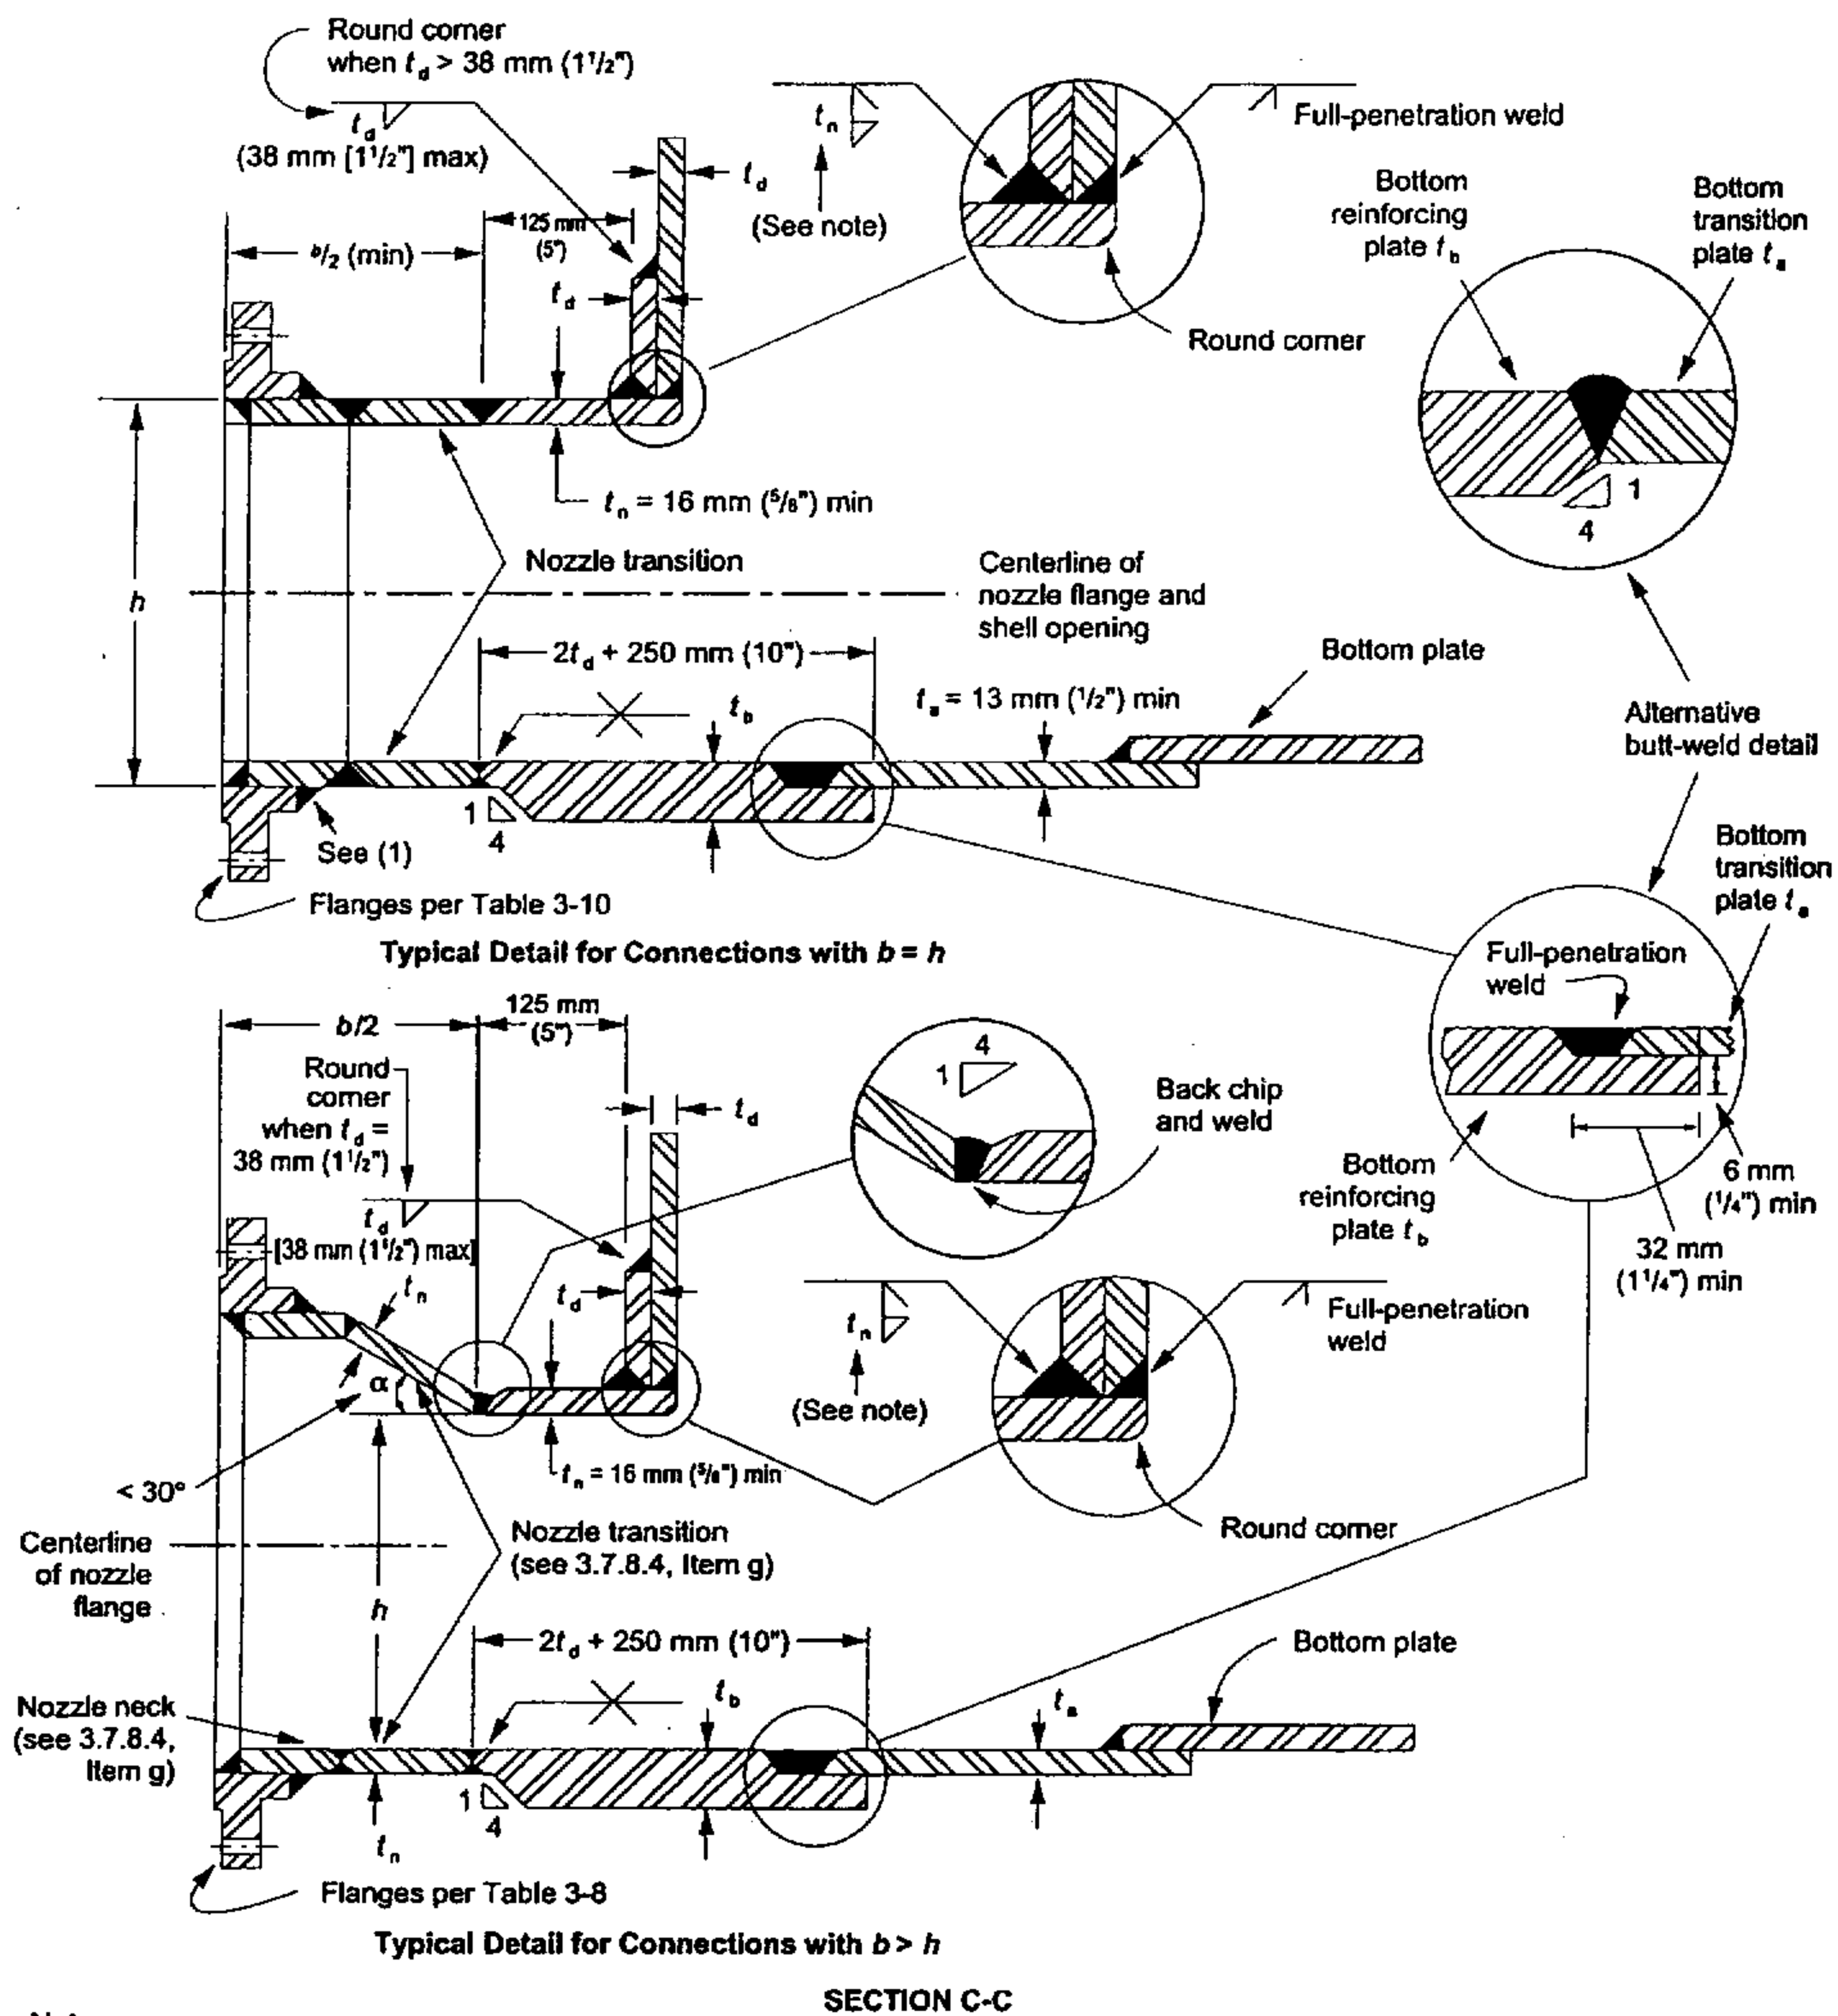 Round corner
when t_d > 38 mm (1 1/2")
t_d
(38 mm [1 1/2"] max)
t_n
(See note)
Full-penetration weld
Round corner
t_d
125 mm
(5")
b/2 (min)
t_d
Bottom
reinforcing
plate t_b
Bottom
transition
plate t_a
1
4
t_n = 16 mm (5/8") min
Nozzle transition
h
Centerline of
nozzle flange and
shell opening
2t_d + 250 mm (10")
Bottom plate
t_b
t_a = 13 mm (1/2") min
Alternative
butt-weld detail
1
4
See (1)
Flanges per Table 3-10
Typical Detail for Connections with b = h
Bottom
transition
plate t_a
Full-penetration
weld
Bottom
reinforcing
plate t_b
6 mm
(1/4") min
32 mm
(1 1/4") min
125 mm
(5")
b/2
Round
corner
when t_d =
38 mm (1 1/2")
t_d
[38 mm (1 1/2") max]
t_d
4
1
Back chip
and weld
t_n
t_d
t_n
(See note)
Full-penetration
weld
Round corner
α
t_n = 16 mm (5/8") min
< 30°
Centerline
of nozzle
flange
Nozzle transition
(see 3.7.8.4, Item g)
h
2t_d + 250 mm (10")
Bottom plate
Nozzle neck
(see 3.7.8.4,
Item g)
t_b
t_a
1
4
t_n
Flanges per Table 3-8
Typical Detail for Connections with b > h
SECTION C-C